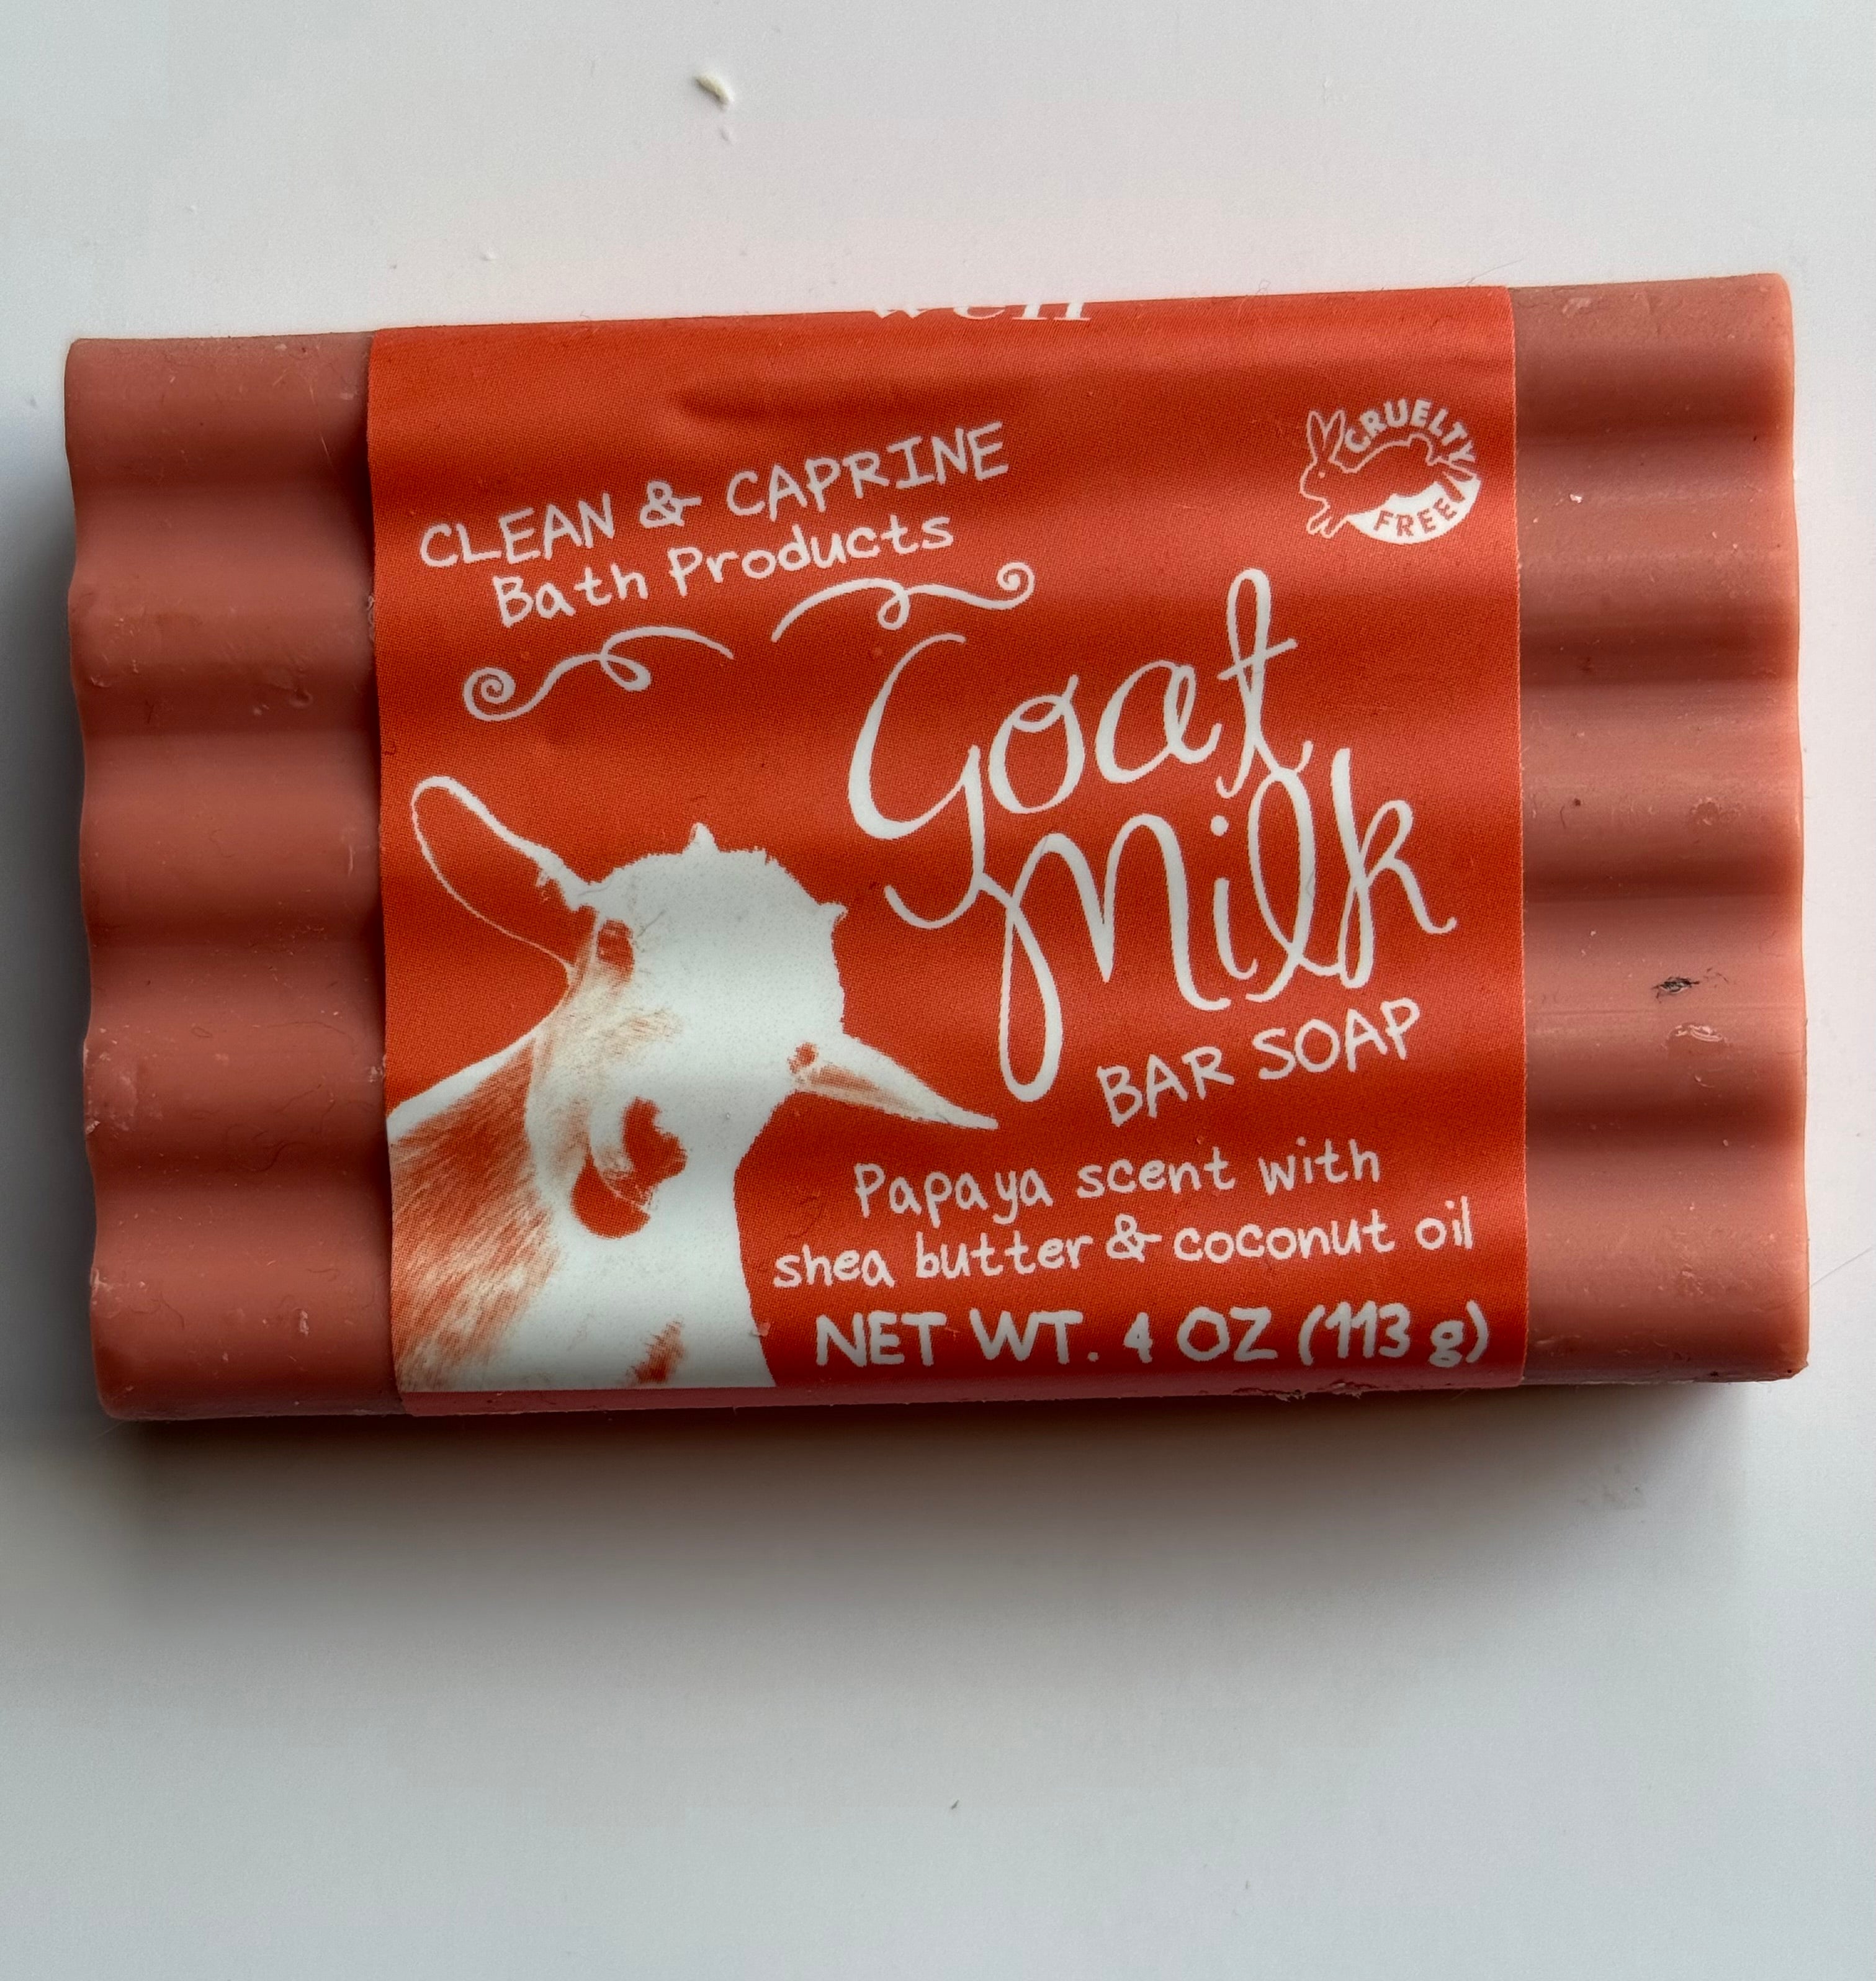 CLEAN & CAPRINE
Bath Products
CRUELTY
FREE
Goat
Milk
BAR SOAP
Papaya scent with
shea butter & coconut oil
NET WT. 4 OZ (113 g)